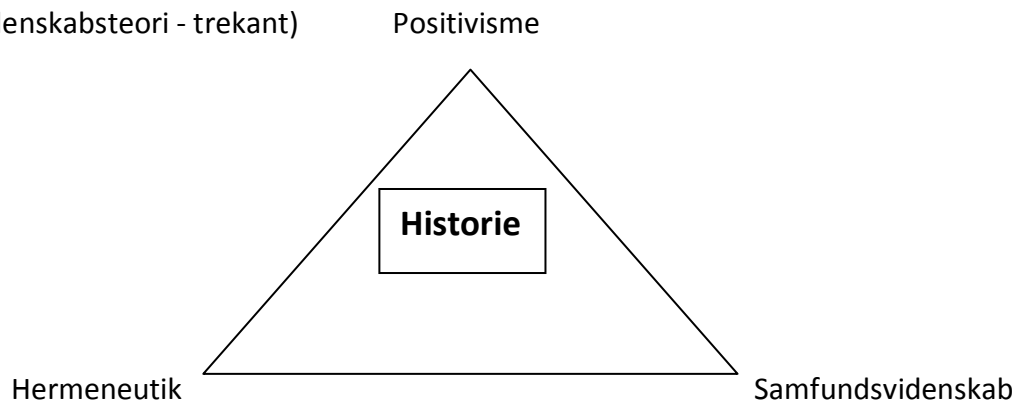 enskabsteori - trekant) Positivisme
Historie
Hermeneutik Samfundsvidenskab